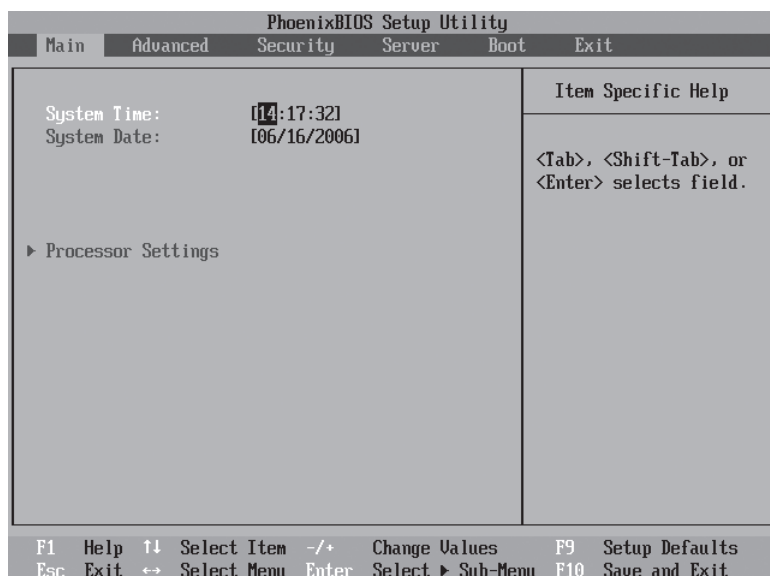 PhoenixBIOS Setup Utility
Main Advanced Security Server Boot Exit
Item Specific Help
System Time: [14:17:32]
System Date: [06/16/2006]
<Tab>, <Shift-Tab>, or
<Enter> selects field.
▶ Processor Settings
F1 Help ↑↓ Select Item -/+ Change Values F9 Setup Defaults
Esc Exit ↔ Select Menu Enter Select ▶ Sub-Menu F10 Save and Exit